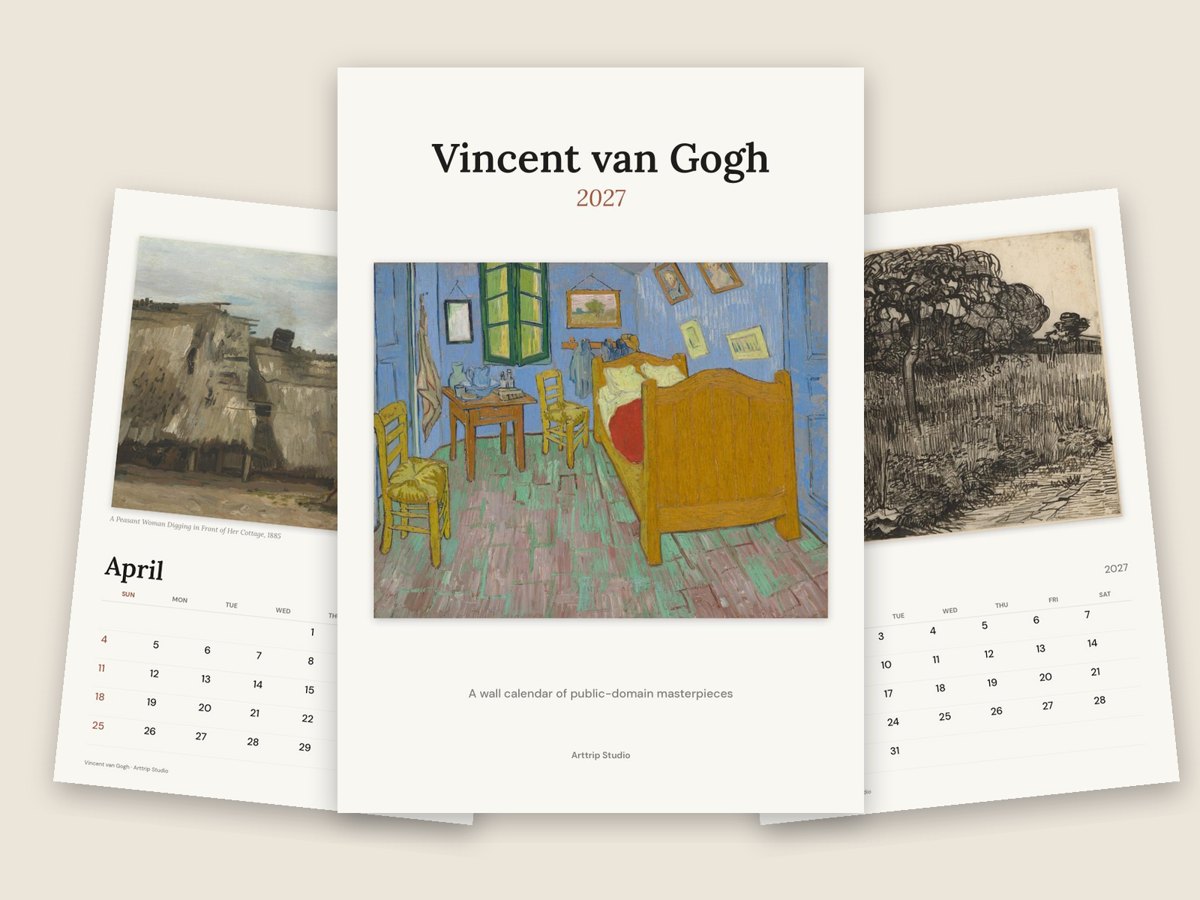 Vincent van Gogh
2027
A wall calendar of public-domain masterpieces
Arttrip Studio
A Peasant Woman Digging in Front of Her Cottage, 1885
April
SUN MON TUE WED
1
4 5 6 7 8
11 12 13 14 15
18 19 20 21 22
25 26 27 28 29
Vincent van Gogh · Arttrip Studio
2027
TUE WED THU FRI SAT
3 4 5 6 7
10 11 12 13 14
17 18 19 20 21
24 25 26 27 28
31